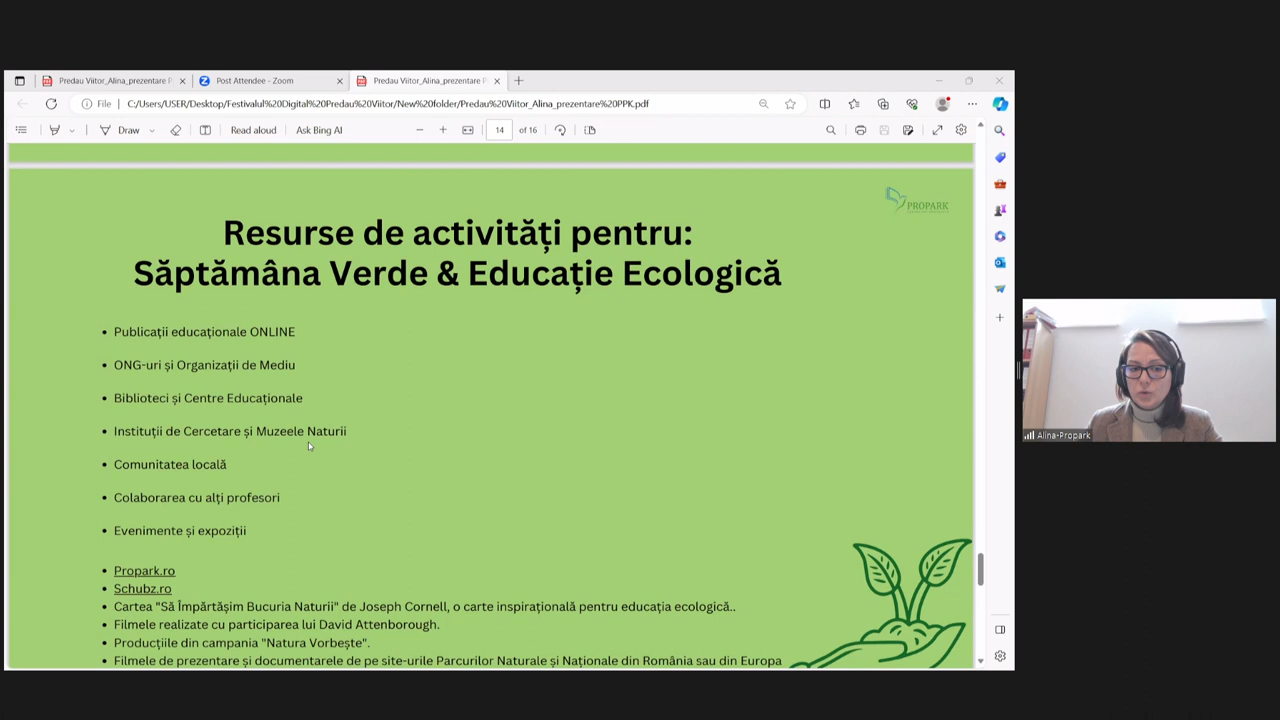 Predau Viitor_Alina_prezentare P
Post Attendee - Zoom
Predau Viitor_Alina_prezentare P
File
C:/Users/USER/Desktop/Festivalul%20Digital%20Predau%20Viitor/New%20folder/Predau%20Viitor_Alina_prezentare%20PPK.pdf
Draw
Read aloud
Ask Bing AI
14
of 16
PROPARK
Resurse de activități pentru:
Săptămâna Verde & Educație Ecologică
• Publicații educaționale ONLINE
• ONG-uri și Organizații de Mediu
• Biblioteci și Centre Educaționale
• Instituții de Cercetare și Muzeele Naturii
• Comunitatea locală
• Colaborarea cu alți profesori
• Evenimente și expoziții
• Propark.ro
• Schubz.ro
• Cartea "Să Împărtășim Bucuria Naturii" de Joseph Cornell, o carte inspirațională pentru educația ecologică..
• Filmele realizate cu participarea lui David Attenborough.
• Producțiile din campania "Natura Vorbește".
• Filmele de prezentare și documentarele de pe site-urile Parcurilor Naturale și Naționale din România sau din Europa
Alina-Propark